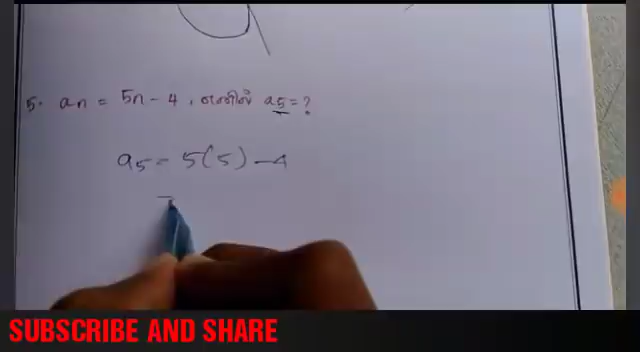 5. an = 5n - 4, எனில் a5 = ?
a5 = 5(5) - 4
=
SUBSCRIBE AND SHARE